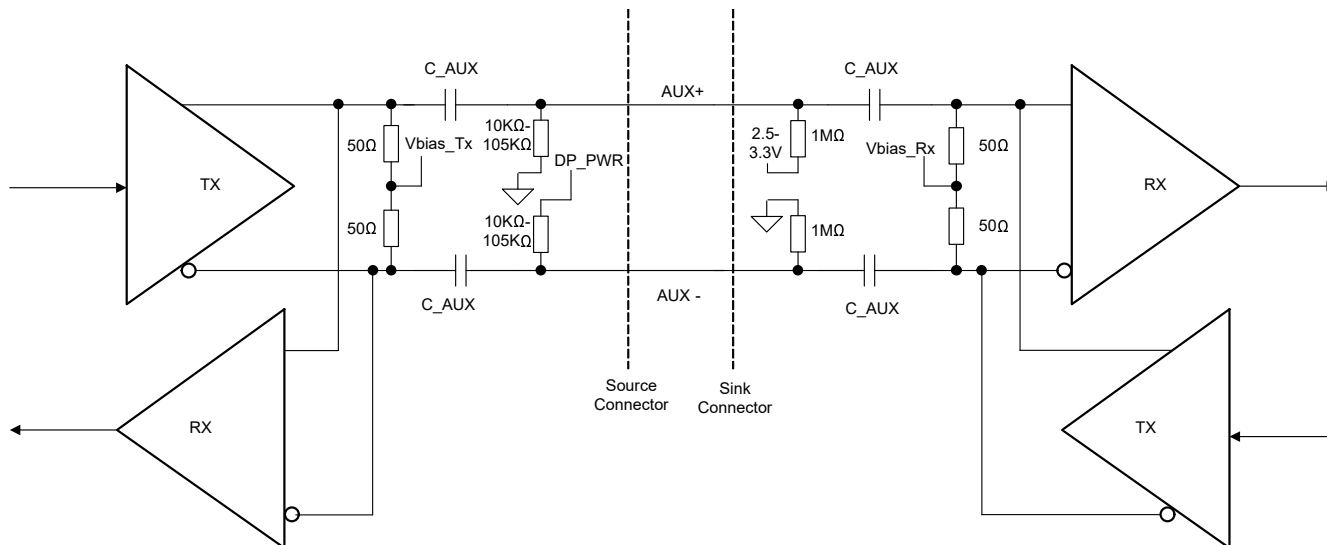 C_AUX
C_AUX
AUX+
10KΩ-
105KΩ
2.5-
3.3V
1MΩ
50Ω
Vbias_Tx
Vbias_Rx
50Ω
DP_PWR
TX
RX
50Ω
10KΩ-
105KΩ
1MΩ
50Ω
C_AUX
AUX -
C_AUX
Source
Connector
Sink
Connector
RX
TX